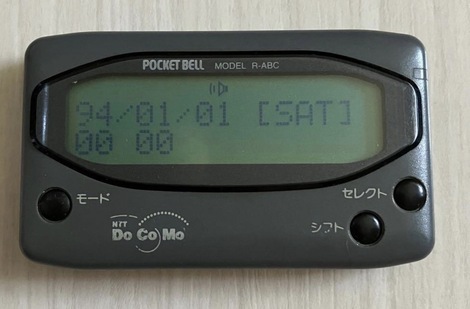 POCKET BELL MODEL R-ABC
94/01/01 [SAT]
00 00
モード
セレクト
シフト
NTT
DoCoMo